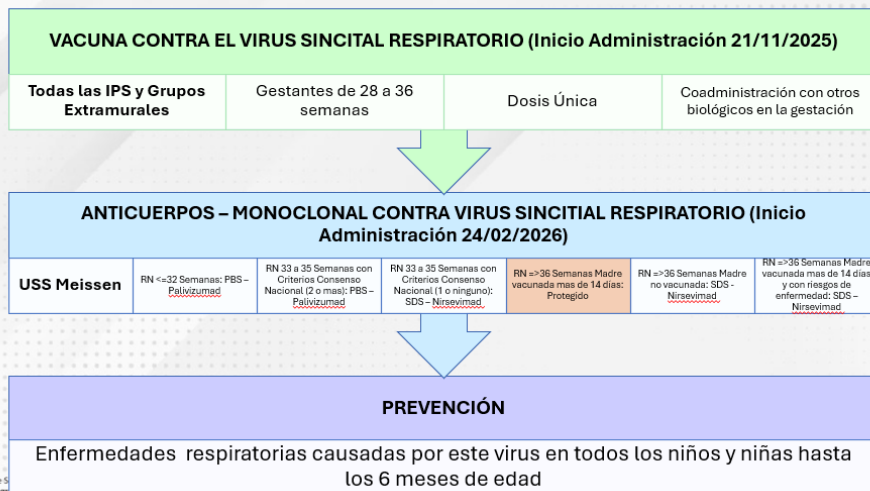 VACUNA CONTRA EL VIRUS SINCITAL RESPIRATORIO (Inicio Administración 21/11/2025)
Todas las IPS y Grupos
Extramurales
Gestantes de 28 a 36
semanas
Dosis Única
Coadministración con otros
biológicos en la gestación
ANTICUERPOS – MONOCLONAL CONTRA VIRUS SINCITIAL RESPIRATORIO (Inicio
Administración 24/02/2026)
USS Meissen
RN <=32 Semanas: PBS –
Palivizumad
RN 33 a 35 Semanas con
Criterios Consenso
Nacional (2 o mas): PBS –
Palivizumad
RN 33 a 35 Semanas con
Criterios Consenso
Nacional (1 o ninguno):
SDS – Nirsevimad
RN =>36 Semanas Madre
vacunada mas de 14 días:
Protegido
RN =>36 Semanas Madre
no vacunada: SDS -
Nirsevimad
RN =>36 Semanas Madre
vacunada mas de 14 días
y con riesgos de
enfermedad: SDS –
Nirsevimad
PREVENCIÓN
Enfermedades respiratorias causadas por este virus en todos los niños y niñas hasta
los 6 meses de edad